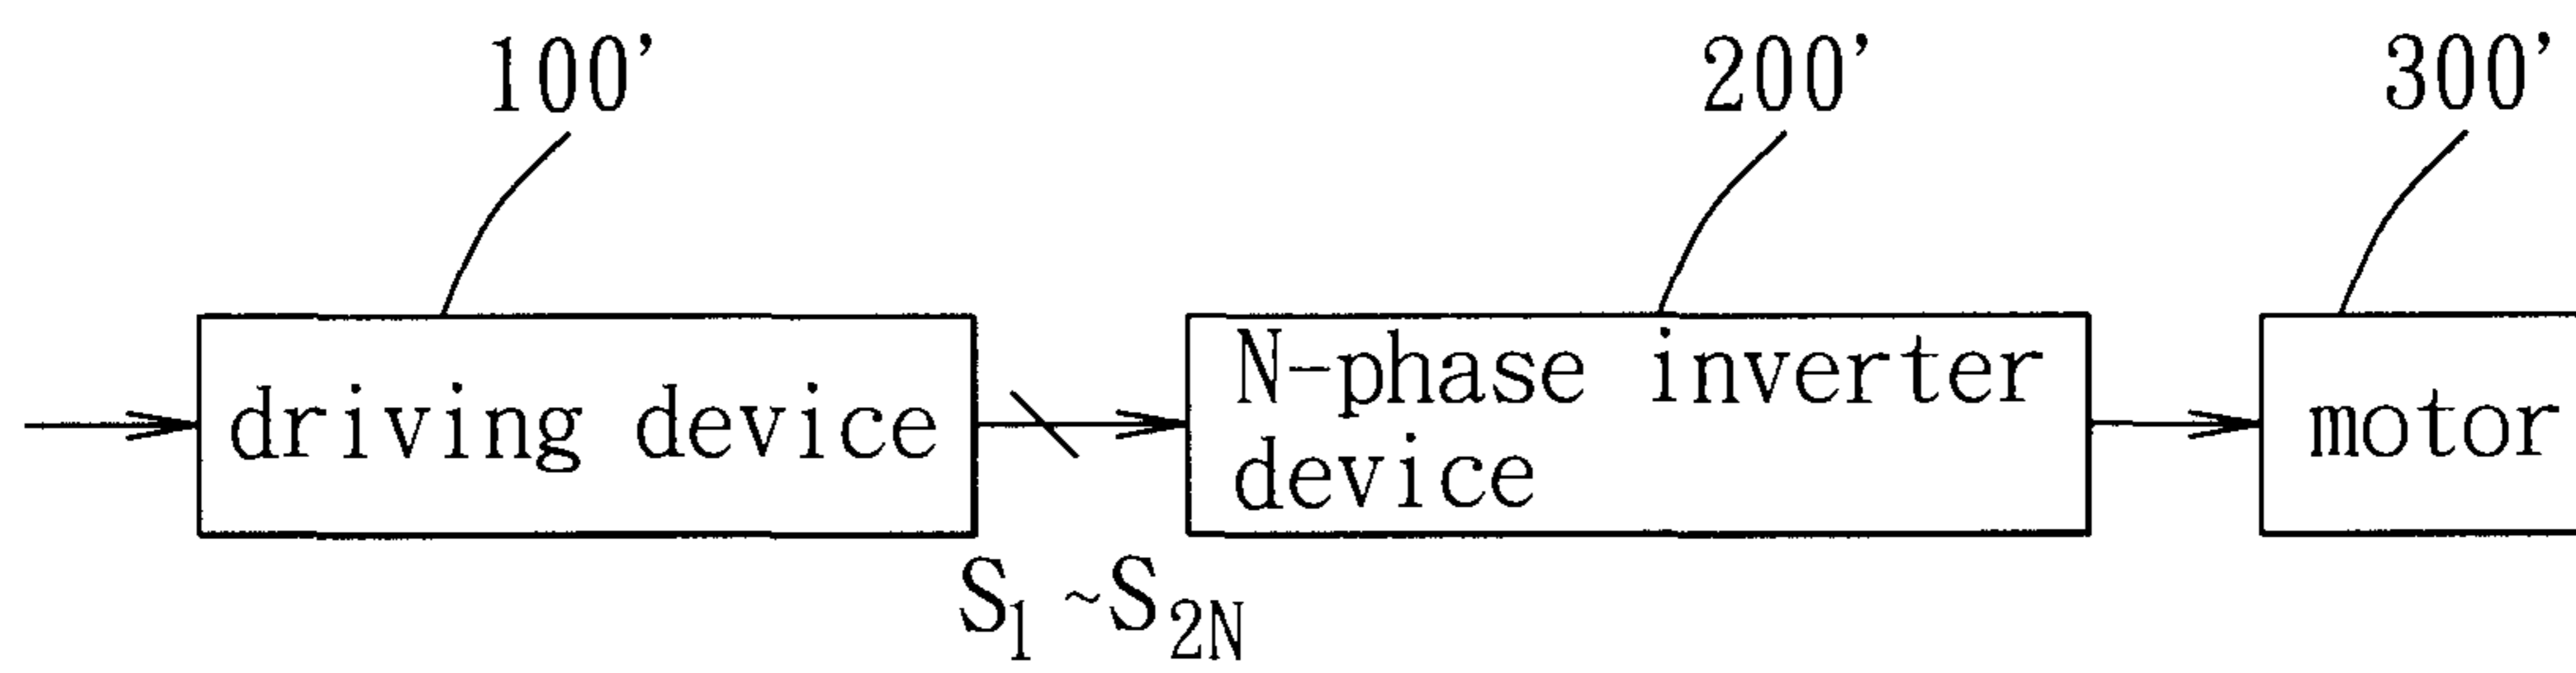 100' 200' 300'
driving device
N-phase inverter
device
motor
S₁ ~S₂N